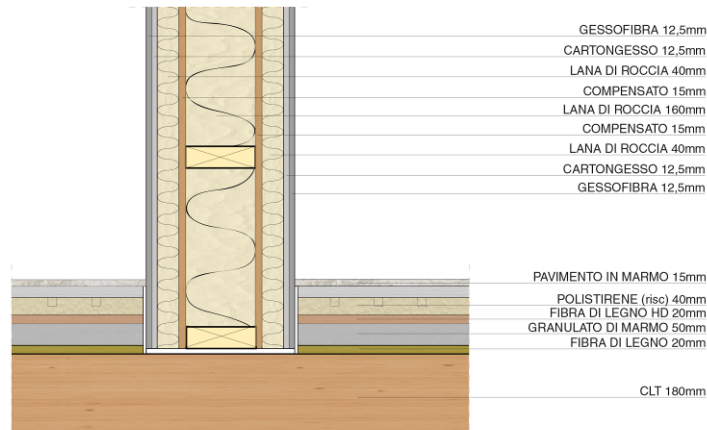 GESSOFIBRA 12,5mm
CARTONGESSO 12,5mm
LANA DI ROCCIA 40mm
COMPENSATO 15mm
LANA DI ROCCIA 160mm
COMPENSATO 15mm
LANA DI ROCCIA 40mm
CARTONGESSO 12,5mm
GESSOFIBRA 12,5mm
PAVIMENTO IN MARMO 15mm
POLISTIRENE (risc) 40mm
FIBRA DI LEGNO HD 20mm
GRANULATO DI MARMO 50mm
FIBRA DI LEGNO 20mm
CLT 180mm